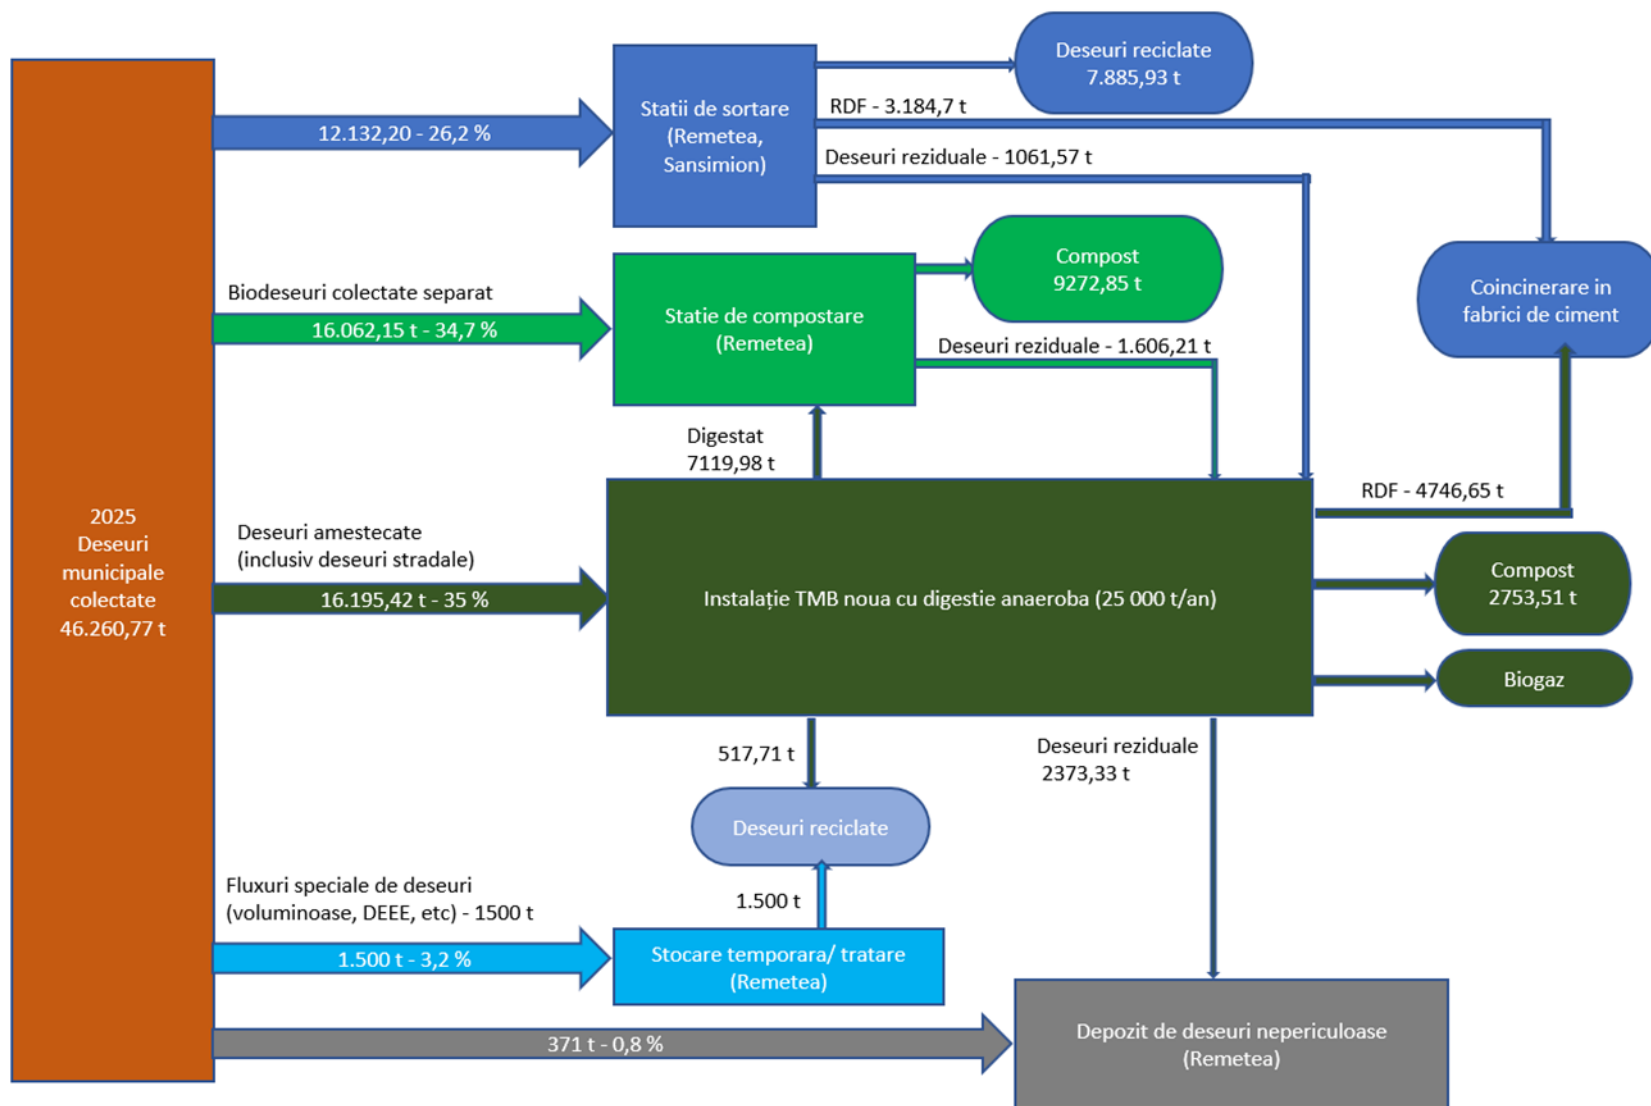 2025
Deseuri
municipale
colectate
46.260,77 t
12.132,20 - 26,2 %
Statii de sortare
(Remetea,
Sansimion)
Deseuri reciclate
7.885,93 t
RDF - 3.184,7 t
Deseuri reziduale - 1061,57 t
Biodeseuri colectate separat
16.062,15 t - 34,7 %
Statie de compostare
(Remetea)
Compost
9272,85 t
Deseuri reziduale - 1.606,21 t
Coincinerare in
fabrici de ciment
Digestat
7119,98 t
RDF - 4746,65 t
Deseuri amestecate
(inclusiv deseuri stradale)
16.195,42 t - 35 %
Instalație TMB noua cu digestie anaeroba (25 000 t/an)
Compost
2753,51 t
Biogaz
517,71 t
Deseuri reziduale
2373,33 t
Deseuri reciclate
Fluxuri speciale de deseuri
(voluminoase, DEEE, etc) - 1500 t
1.500 t - 3,2 %
1.500 t
Stocare temporara/ tratare
(Remetea)
371 t - 0,8 %
Depozit de deseuri nepericuloase
(Remetea)